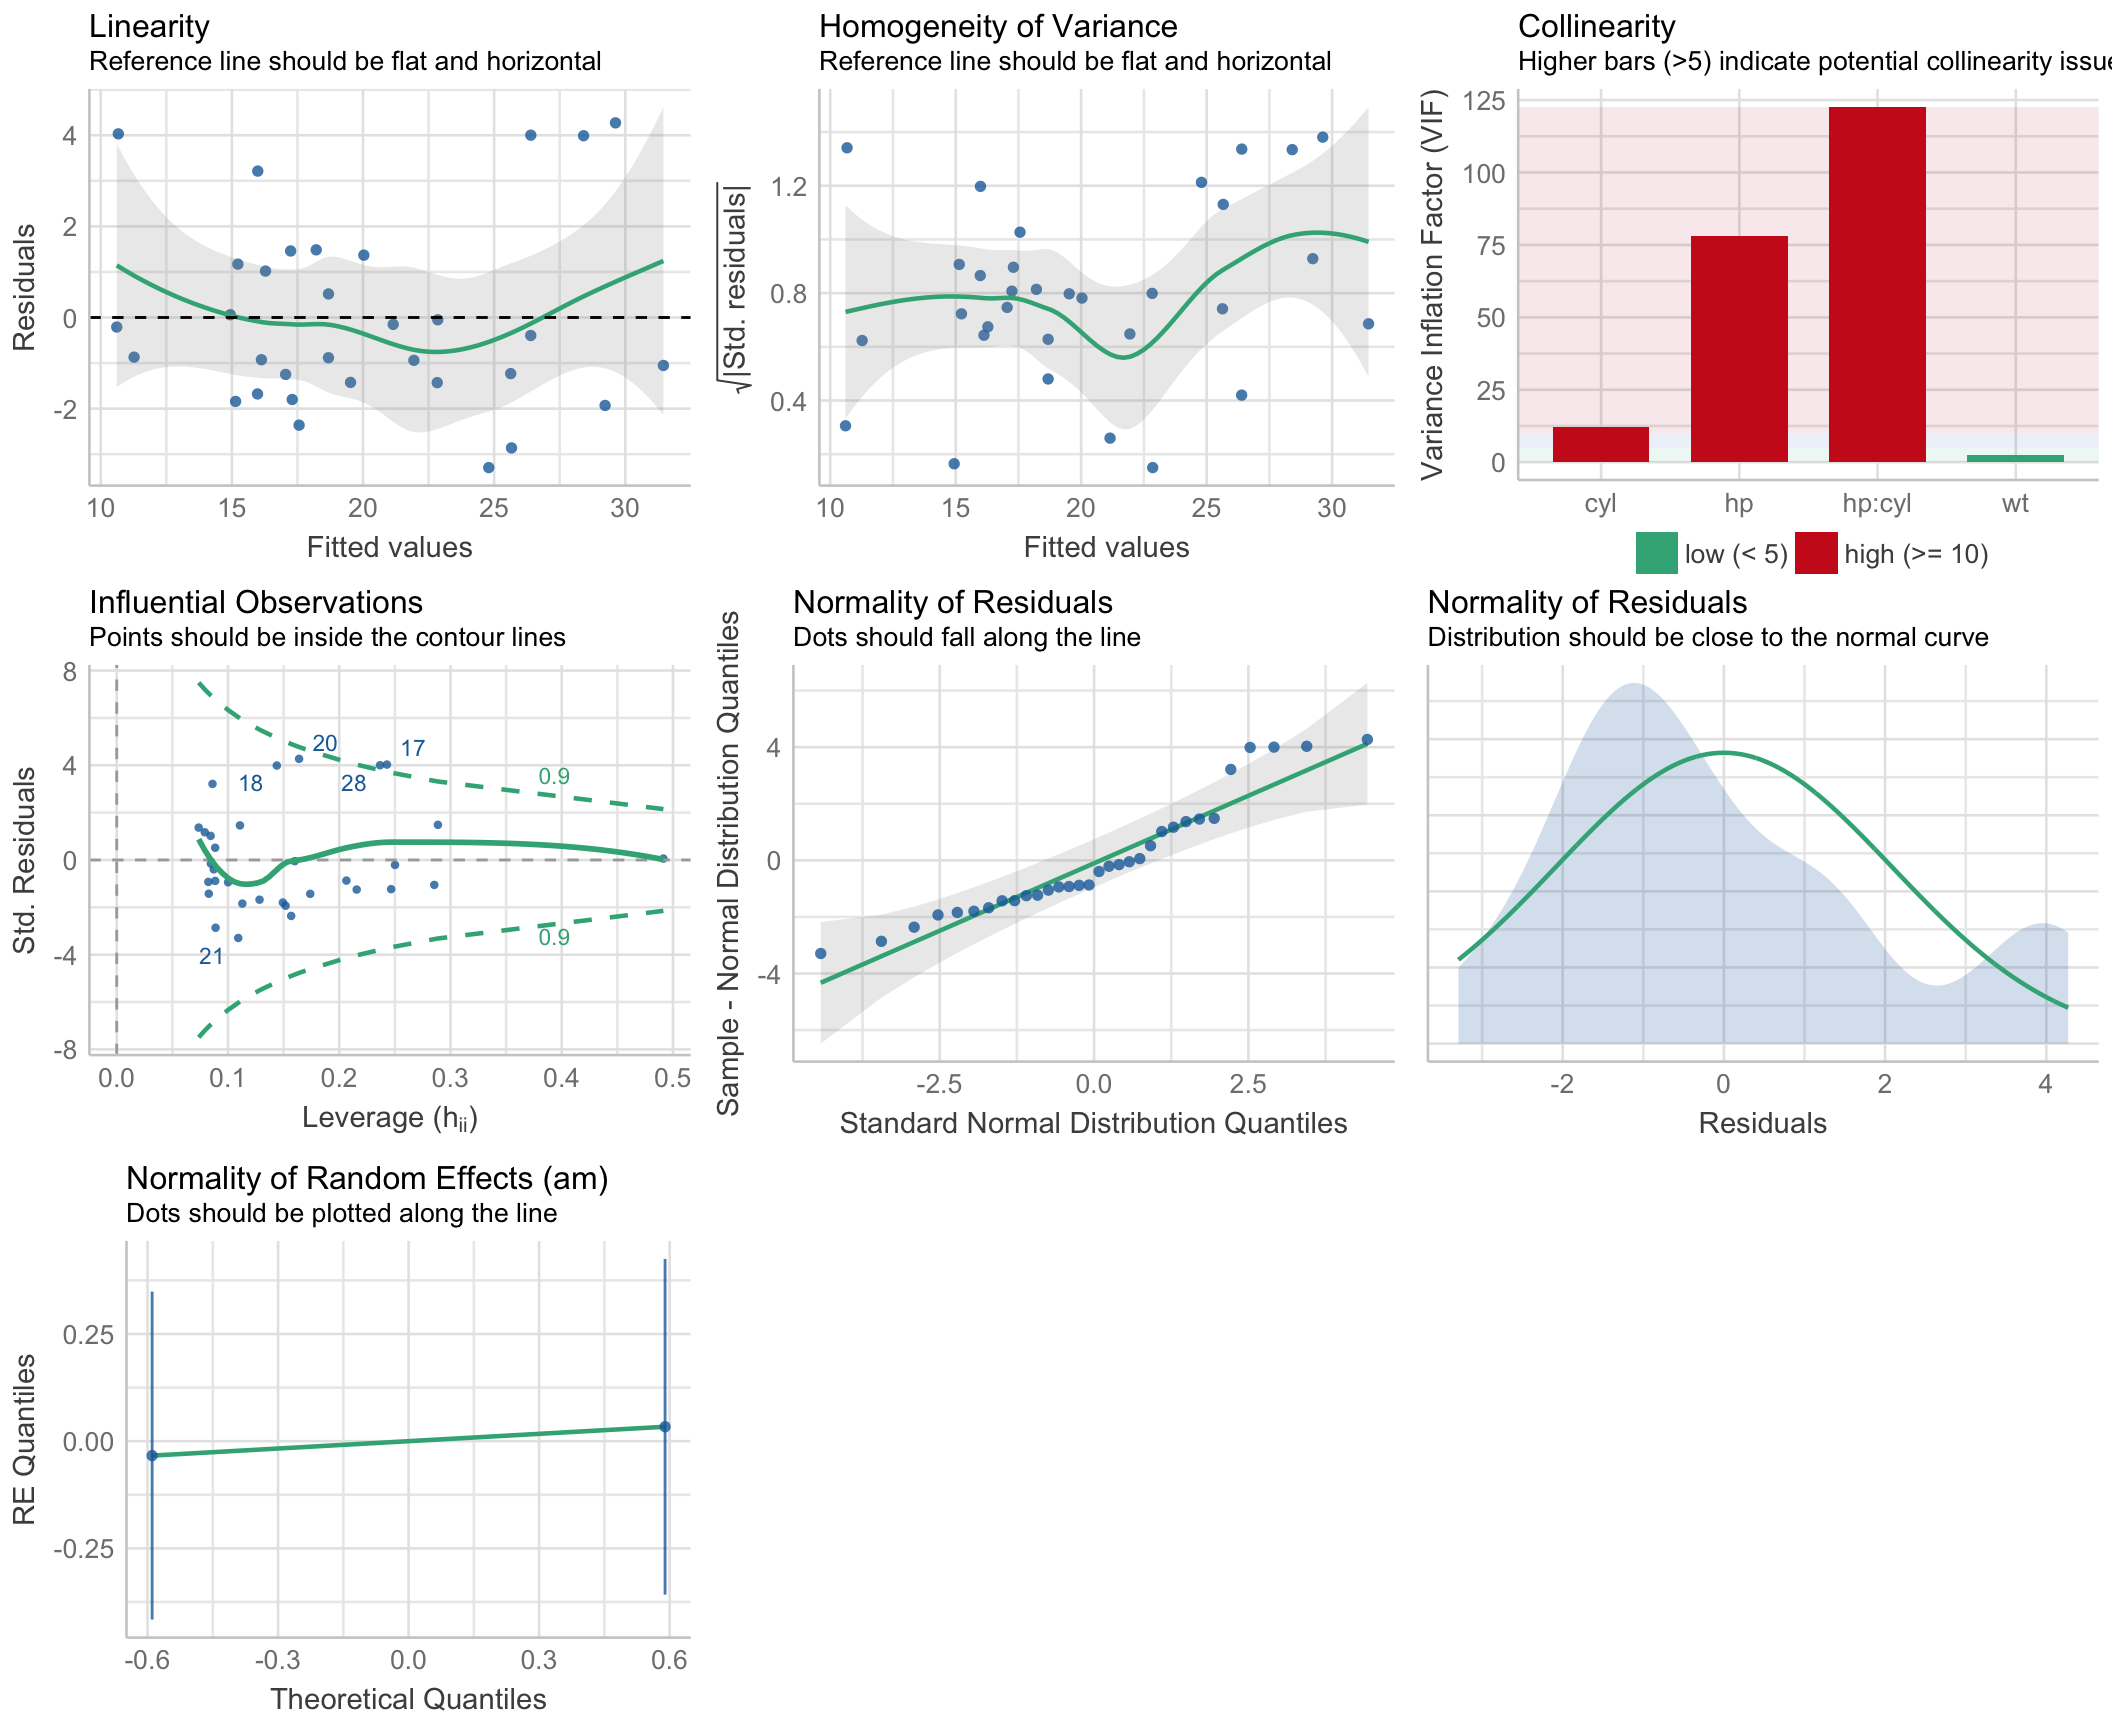 Linearity
Reference line should be flat and horizontal
Residuals
4
2
0
-2
10 15 20 25 30
Fitted values
Homogeneity of Variance
Reference line should be flat and horizontal
√|Std. residuals|
1.2
0.8
0.4
10 15 20 25 30
Fitted values
Collinearity
Higher bars (>5) indicate potential collinearity issue
Variance Inflation Factor (VIF)
125
100
75
50
25
0
cyl hp hp:cyl wt
low (< 5) high (>= 10)
Influential Observations
Points should be inside the contour lines
Std. Residuals
8
4
0
-4
-8
20 17
18 28 0.9
0.9
21
0.0 0.1 0.2 0.3 0.4 0.5
Leverage (hii)
Normality of Residuals
Dots should fall along the line
Sample - Normal Distribution Quantiles
4
0
-4
-2.5 0.0 2.5
Standard Normal Distribution Quantiles
Normality of Residuals
Distribution should be close to the normal curve
-2 0 2 4
Residuals
Normality of Random Effects (am)
Dots should be plotted along the line
RE Quantiles
0.25
0.00
-0.25
-0.6 -0.3 0.0 0.3 0.6
Theoretical Quantiles